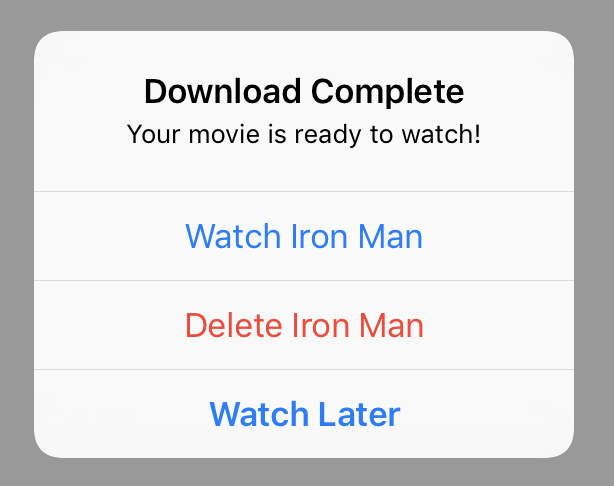 Download Complete
Your movie is ready to watch!
Watch Iron Man
Delete Iron Man
Watch Later